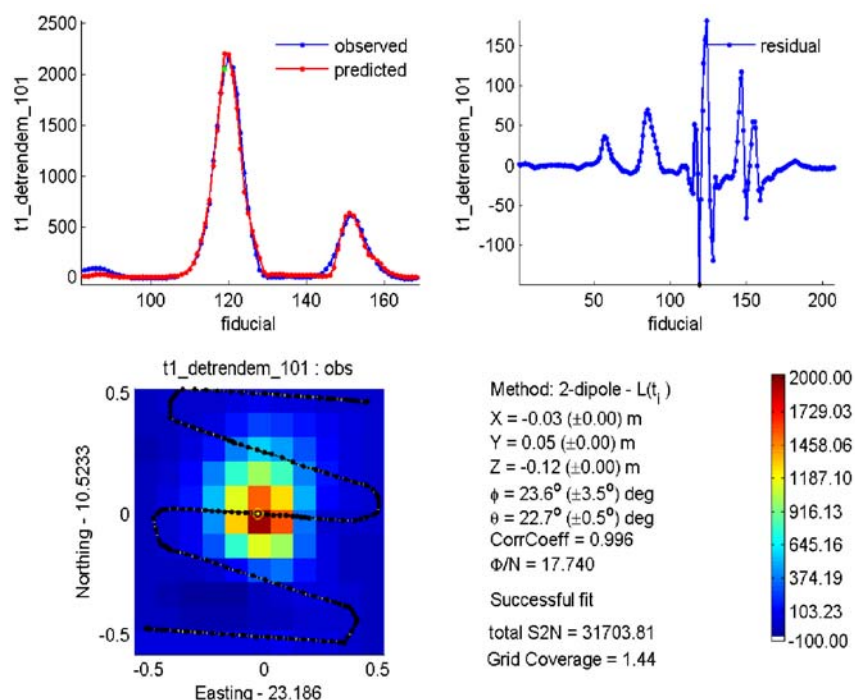 2500
2000
1500
1000
500
0
t1_detrendem_101
observed
predicted
100
120
140
160
fiducial
150
100
50
0
-50
-100
t1_detrendem_101
residual
50
100
150
200
fiducial
t1_detrendem_101 : obs
0.5
0
-0.5
Northing - 10.5233
-0.5
0
0.5
Easting - 23.186
Method: 2-dipole - L(tᵢ )
X = -0.03 (±0.00) m
Y = 0.05 (±0.00) m
Z = -0.12 (±0.00) m
ϕ = 23.6° (±3.5°) deg
θ = 22.7° (±0.5°) deg
CorrCoeff = 0.996
Φ/N = 17.740
Successful fit
total S2N = 31703.81
Grid Coverage = 1.44
2000.00
1729.03
1458.06
1187.10
916.13
645.16
374.19
103.23
-100.00